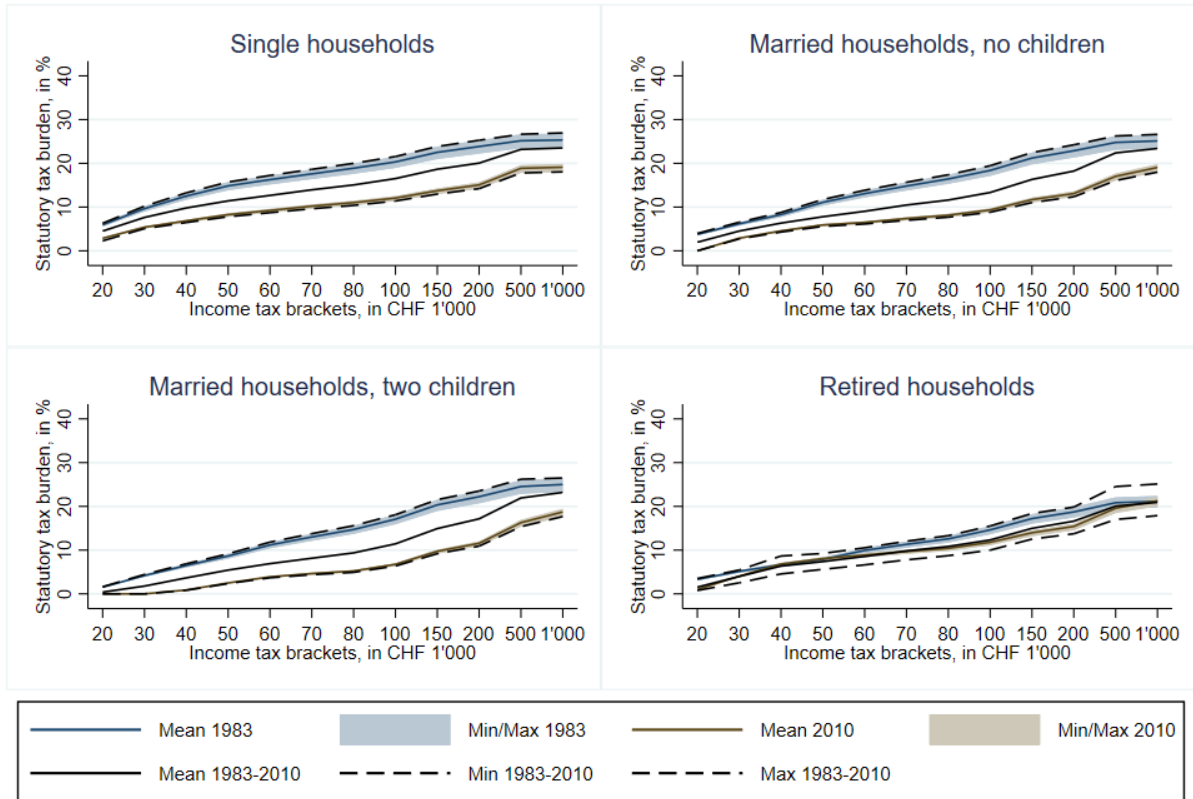 Single households
Statutory tax burden, in %
40
30
20
10
0
20 30 40 50 60 70 80 100 150 200 500 1'000
Income tax brackets, in CHF 1'000
Married households, no children
Statutory tax burden, in %
40
30
20
10
0
20 30 40 50 60 70 80 100 150 200 500 1'000
Income tax brackets, in CHF 1'000
Married households, two children
Statutory tax burden, in %
40
30
20
10
0
20 30 40 50 60 70 80 100 150 200 500 1'000
Income tax brackets, in CHF 1'000
Retired households
Statutory tax burden, in %
40
30
20
10
0
20 30 40 50 60 70 80 100 150 200 500 1'000
Income tax brackets, in CHF 1'000
Mean 1983 Min/Max 1983 Mean 2010 Min/Max 2010
Mean 1983-2010 Min 1983-2010 Max 1983-2010